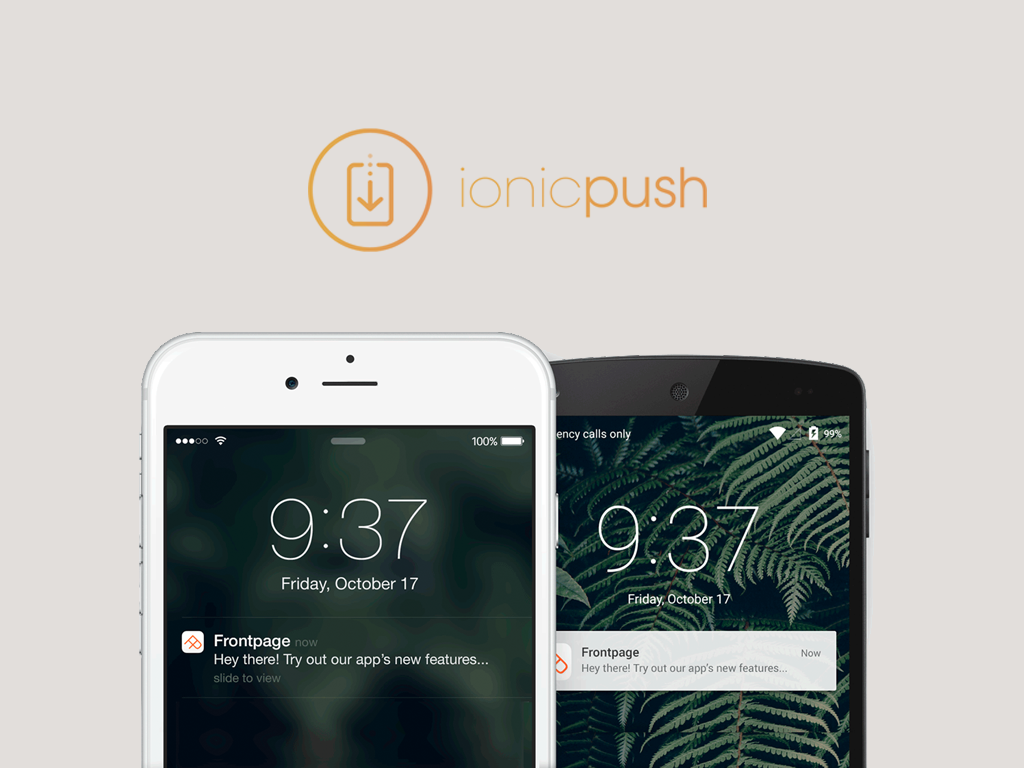 ionicpush
100%
9:37
Friday, October 17
Frontpage now
Hey there! Try out our app's new features...
slide to view
ency calls only
99%
9:37
Friday, October 17
Frontpage Now
Hey there! Try out our app's new features...